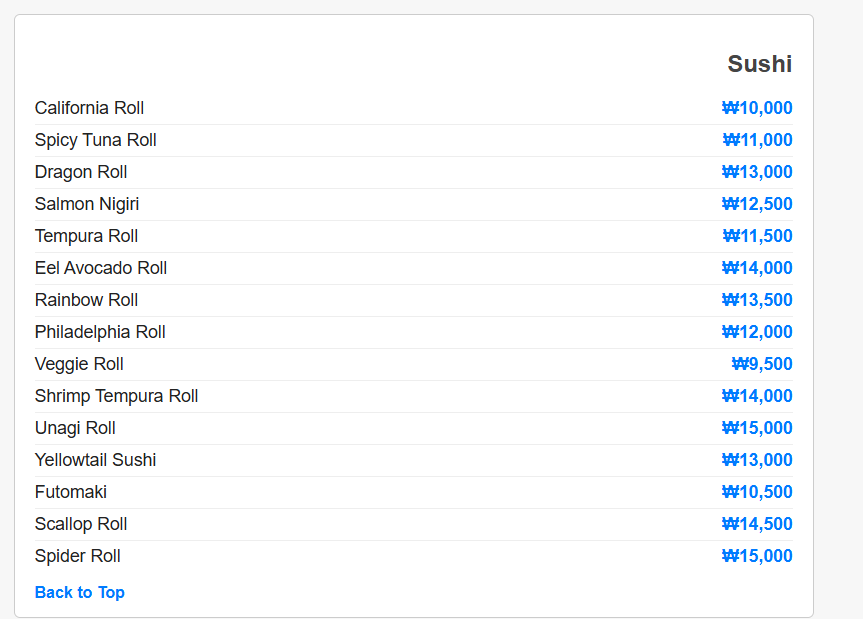 Sushi
California Roll ₩10,000
Spicy Tuna Roll ₩11,000
Dragon Roll ₩13,000
Salmon Nigiri ₩12,500
Tempura Roll ₩11,500
Eel Avocado Roll ₩14,000
Rainbow Roll ₩13,500
Philadelphia Roll ₩12,000
Veggie Roll ₩9,500
Shrimp Tempura Roll ₩14,000
Unagi Roll ₩15,000
Yellowtail Sushi ₩13,000
Futomaki ₩10,500
Scallop Roll ₩14,500
Spider Roll ₩15,000
Back to Top